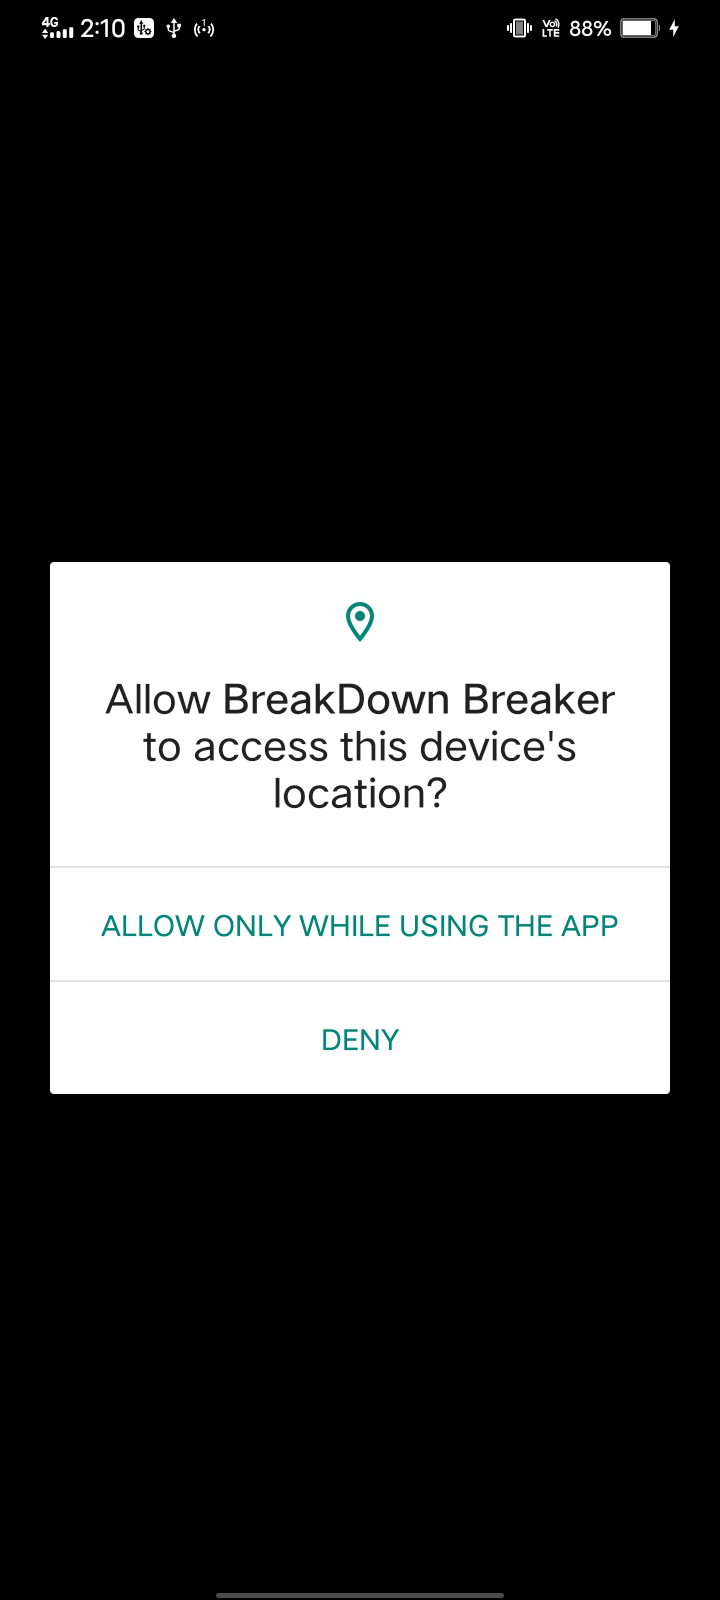 4G 2:10 1 Vo) LTE 88%
Allow BreakDown Breaker
to access this device's
location?
ALLOW ONLY WHILE USING THE APP
DENY